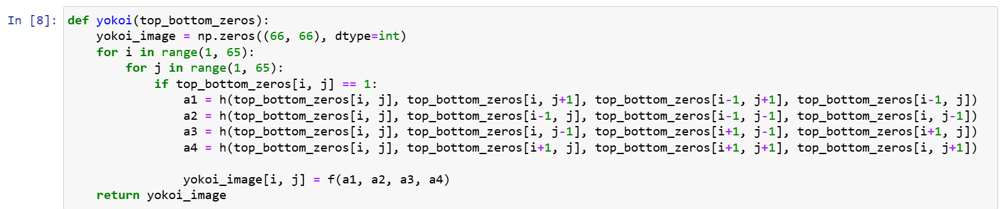 In [8]: def yokoi(top_bottom_zeros):
    yokoi_image = np.zeros((66, 66), dtype=int)
    for i in range(1, 65):
        for j in range(1, 65):
            if top_bottom_zeros[i, j] == 1:
                a1 = h(top_bottom_zeros[i, j], top_bottom_zeros[i, j+1], top_bottom_zeros[i-1, j+1], top_bottom_zeros[i-1, j])
                a2 = h(top_bottom_zeros[i, j], top_bottom_zeros[i-1, j], top_bottom_zeros[i-1, j-1], top_bottom_zeros[i, j-1])
                a3 = h(top_bottom_zeros[i, j], top_bottom_zeros[i, j-1], top_bottom_zeros[i+1, j-1], top_bottom_zeros[i+1, j])
                a4 = h(top_bottom_zeros[i, j], top_bottom_zeros[i+1, j], top_bottom_zeros[i+1, j+1], top_bottom_zeros[i, j+1])

                yokoi_image[i, j] = f(a1, a2, a3, a4)
    return yokoi_image